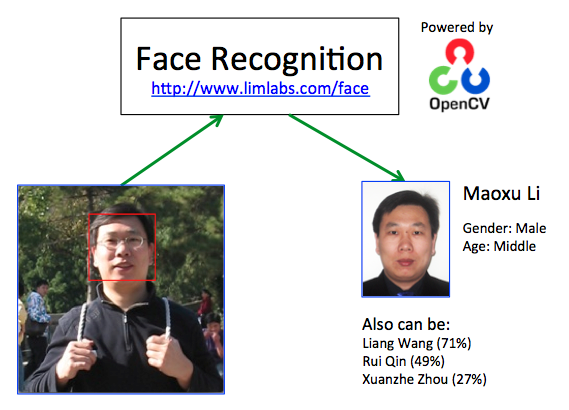 Powered by
Face Recognition
http://www.limlabs.com/face
OpenCV
Maoxu Li
Gender: Male
Age: Middle
Also can be:
Liang Wang (71%)
Rui Qin (49%)
Xuanzhe Zhou (27%)